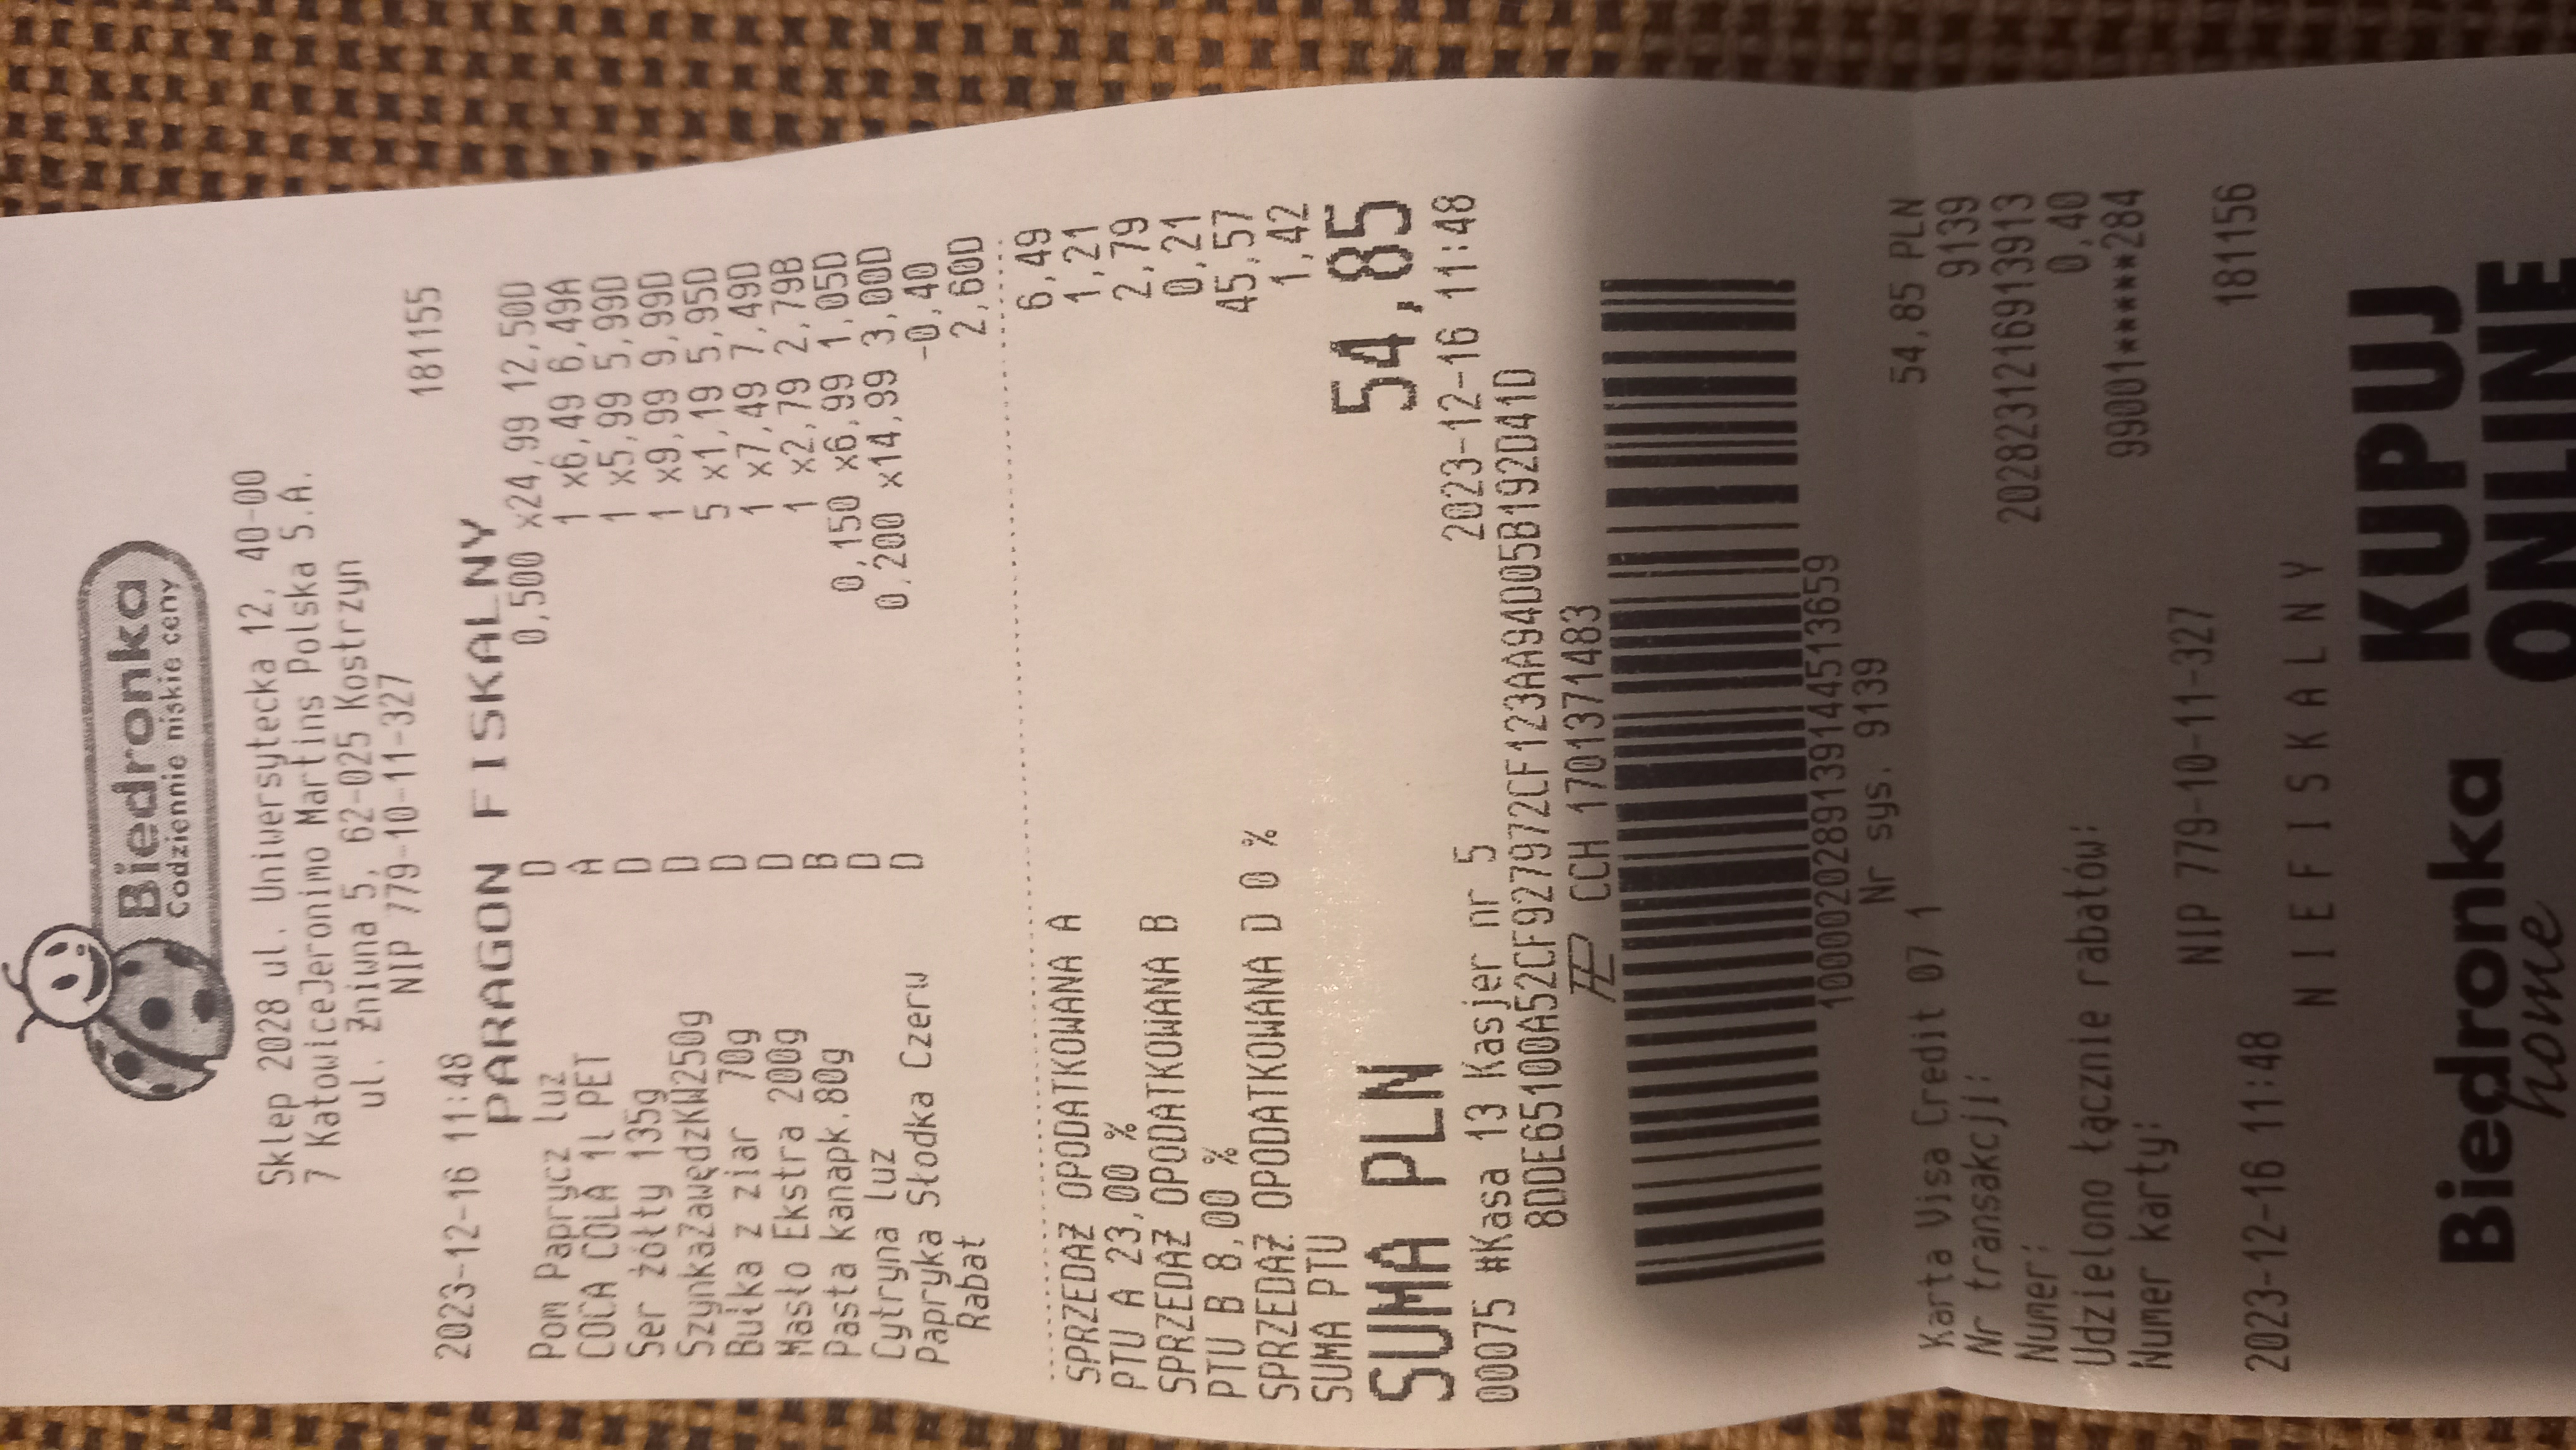 Biedronka
Codziennie niskie ceny
Sklep 2028 ul. Uniwersytecka 12, 40-00
7 KatowiceJeronimo Martins Polska S.A.
ul. Żniwna 5, 62-025 Kostrzyn
NIP 779-10-11-327
2023-12-16 11:48 181155
PARAGON FISKALNY
Pom Paprycz luz D 0,500 x24,99 12,50D
COCA COLA 1l PET A 1 x6,49 6,49A
Ser żółty 135g D 1 x5,99 5,99D
SzynkaZawędzKW250g D 1 x9,99 9,99D
Bułka z ziar 70g D 5 x1,19 5,95D
Masło Ekstra 200g D 1 x7,49 7,49D
Pasta kanapk.80g B 1 x2,79 2,79B
Cytryna luz D 0,150 x6,99 1,05D
Papryka Słodka Czerw D 0,200 x14,99 3,00D
Rabat -0,40
2,60D
SPRZEDAŻ OPODATKOWANA A 6,49
PTU A 23,00 % 1,21
SPRZEDAŻ OPODATKOWANA B 2,79
PTU B 8,00 % 0,21
SPRZEDAŻ OPODATKOWANA D 0 % 45,57
SUMA PTU 1,42
SUMA PLN 54,85
00075 #Kasa 13 Kasjer nr 5 2023-12-16 11:48
8DDE65100A52CF927972CF123AA94D05B192D41D
CCH 1701371483
1000020289139144513659
Nr sys. 9139
Karta Visa Credit 07 1 54,85 PLN
Nr transakcji: 9139
Numer: 2028231216913913
Udzielono łącznie rabatów: 0,40
Numer karty: 99001*****284
NIP 779-10-11-327
2023-12-16 11:48 181156
NIEFISKALNY
Biedronka
home
KUPUJ
ONLINE